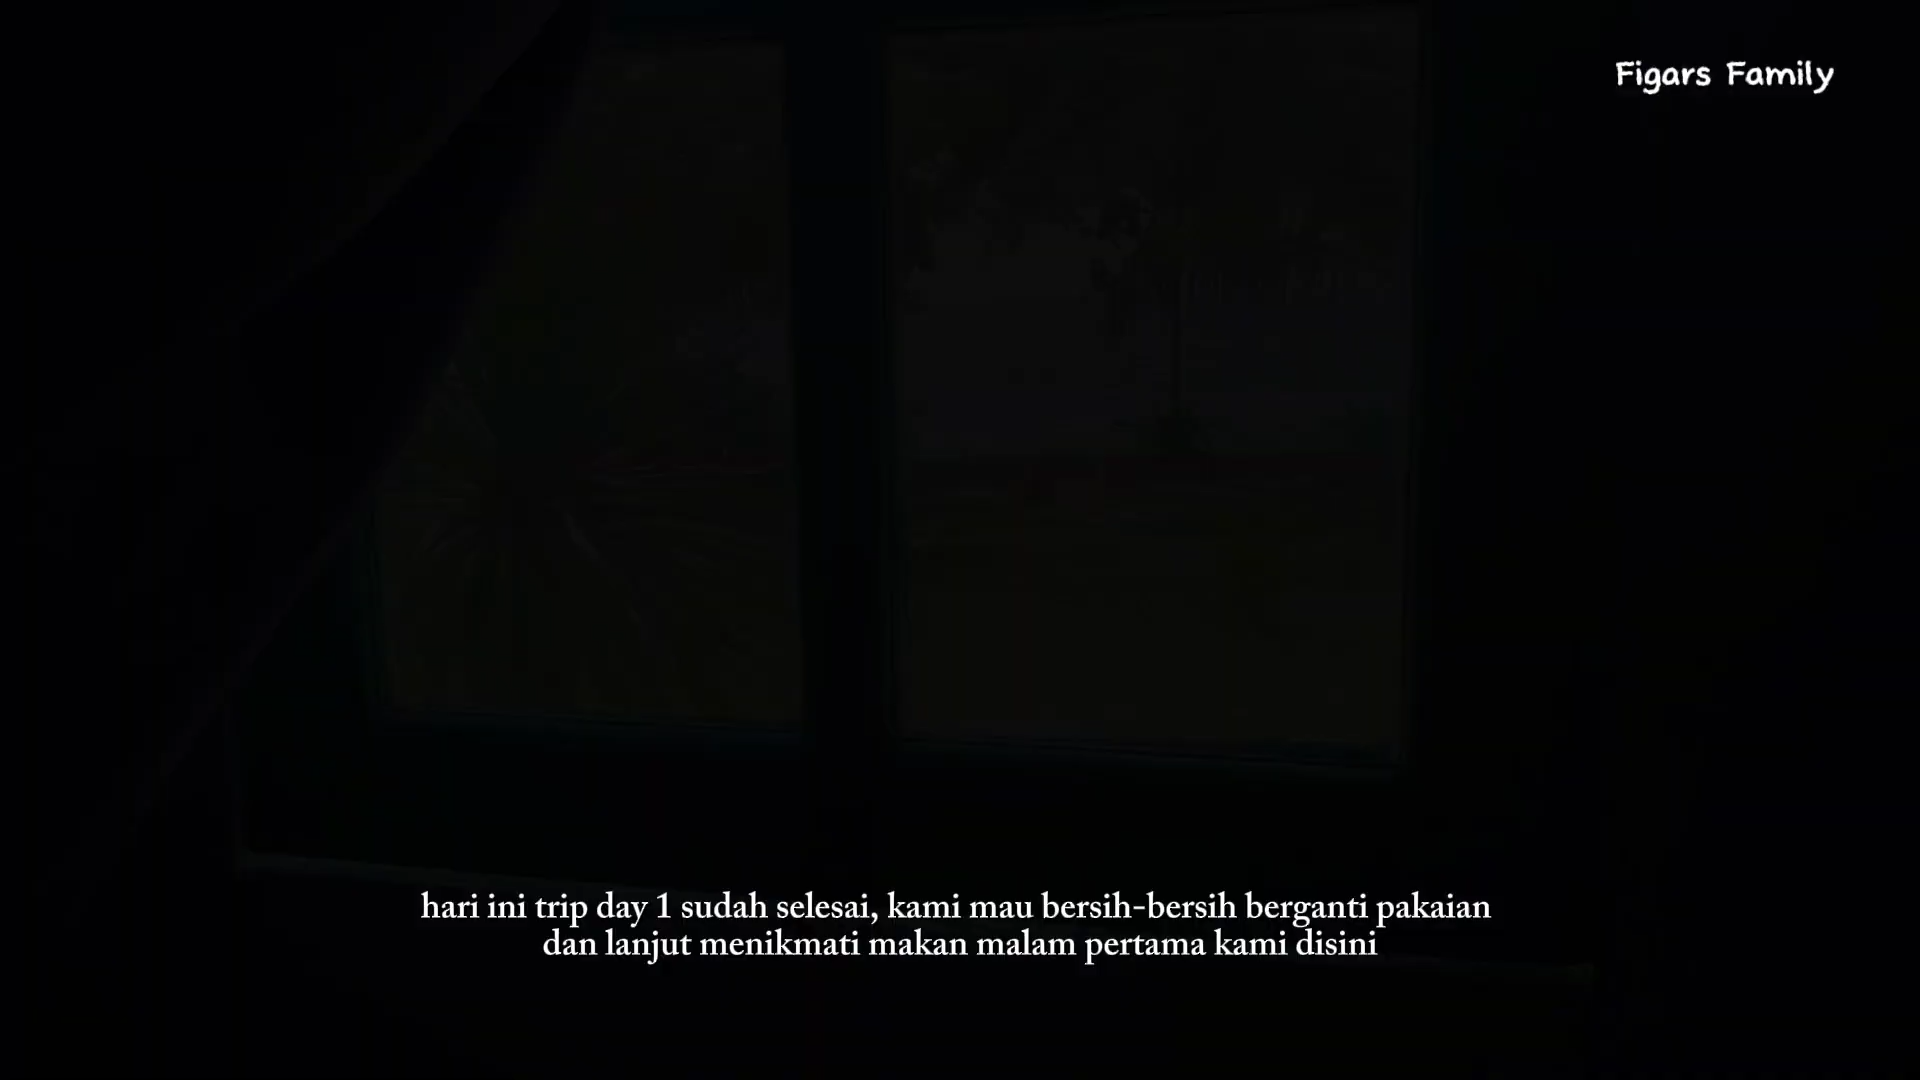 Figars Family
hari ini trip day 1 sudah selesai, kami mau bersih-bersih berganti pakaian
dan lanjut menikmati makan malam pertama kami disini